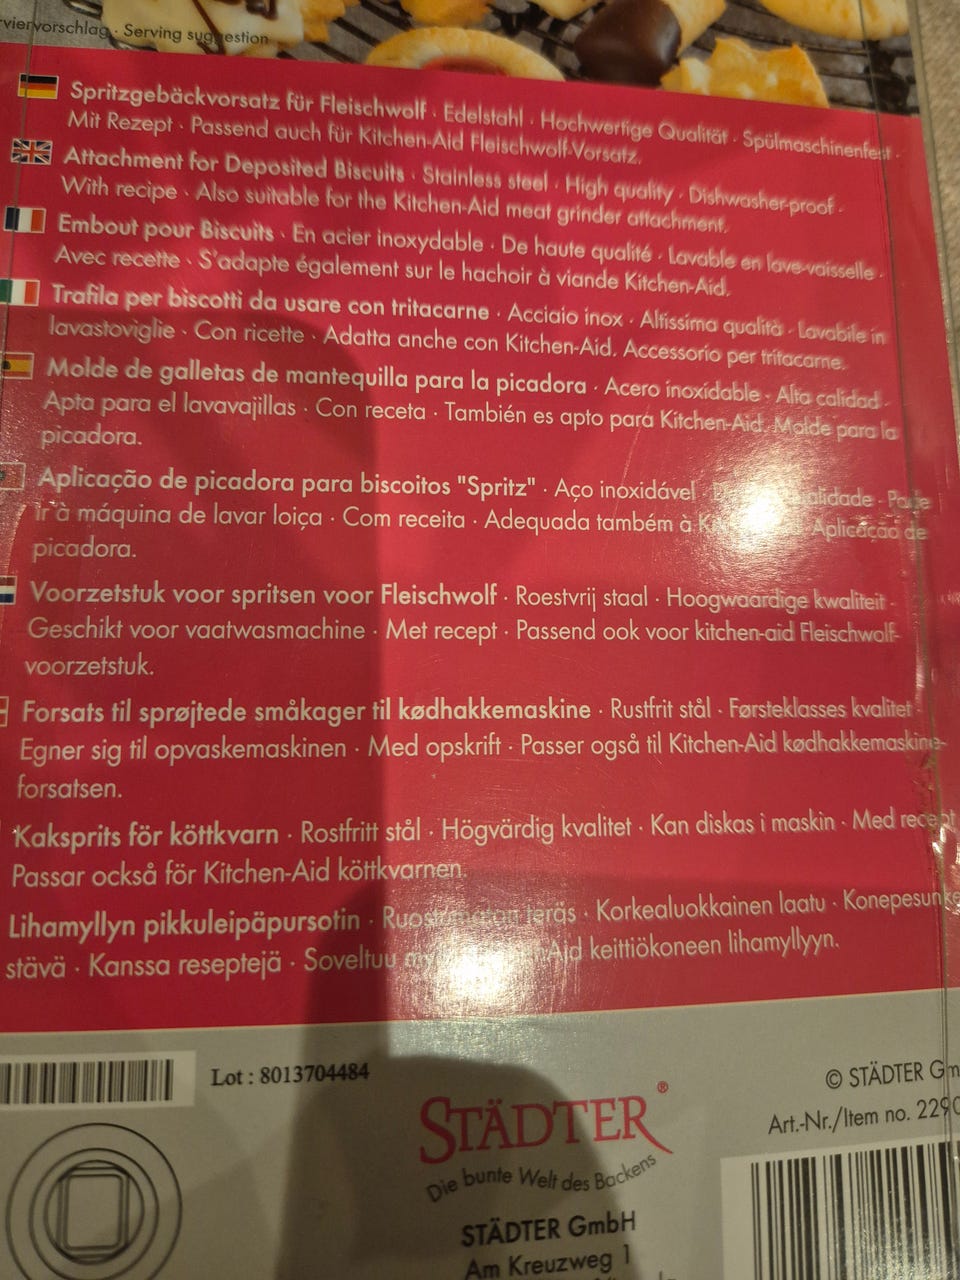 rviervorschlag · Serving suggestion
Spritzgebäckvorsatz für Fleischwolf · Edelstahl · Hochwertige Qualität · Spülmaschinenfest ·
Mit Rezept · Passend auch für Kitchen-Aid Fleischwolf-Vorsatz.
Attachment for Deposited Biscuits · Stainless steel · High quality · Dishwasher-proof ·
With recipe · Also suitable for the Kitchen-Aid meat grinder attachment.
Embout pour Biscuits · En acier inoxydable · De haute qualité · Lavable en lave-vaisselle ·
Avec recette · S'adapte également sur le hachoir à viande Kitchen-Aid.
Trafila per biscotti da usare con tritacarne · Acciaio inox · Altissima qualità · Lavabile in
lavastoviglie · Con ricette · Adatta anche con Kitchen-Aid. Accessorio per tritacarne.
Molde de galletas de mantequilla para la picadora · Acero inoxidable · Alta calidad ·
Apta para el lavavajillas · Con receta · También es apto para Kitchen-Aid. Molde para la
picadora.
Aplicação de picadora para biscoitos "Spritz" · Aço inoxidável · qualidade · Pode
ir à máquina de lavar loiça · Com receita · Adequada também à Aplicação de
picadora.
Voorzetstuk voor spritsen voor Fleischwolf · Roestvrij staal · Hoogwaardige kwaliteit ·
Geschikt voor vaatwasmachine · Met recept · Passend ook voor kitchen-aid Fleischwolf-
voorzetstuk.
Forsats til sprøjtede småkager til kødhakkemaskine · Rustfrit stål · Førsteklasses kvalitet ·
Egner sig til opvaskemaskinen · Med opskrift · Passer også til Kitchen-Aid kødhakkemaskine-
forsatsen.
Kaksprits för köttkvarn · Rostfritt stål · Högvärdig kvalitet · Kan diskas i maskin · Med recept
Passar också för Kitchen-Aid köttkvarnen.
Lihamyllyn pikkuleipäpursotin · Ruostumaton teräs · Korkealuokkainen laatu · Konepesunke
stävä · Kanssa reseptejä · Soveltuu Aid keittiökoneen lihamyllyyn.
Lot : 8013704484
© STÄDTER Gm
Art.-Nr./Item no. 2290
STÄDTER®
Die bunte Welt des Backens
STÄDTER GmbH
Am Kreuzweg 1